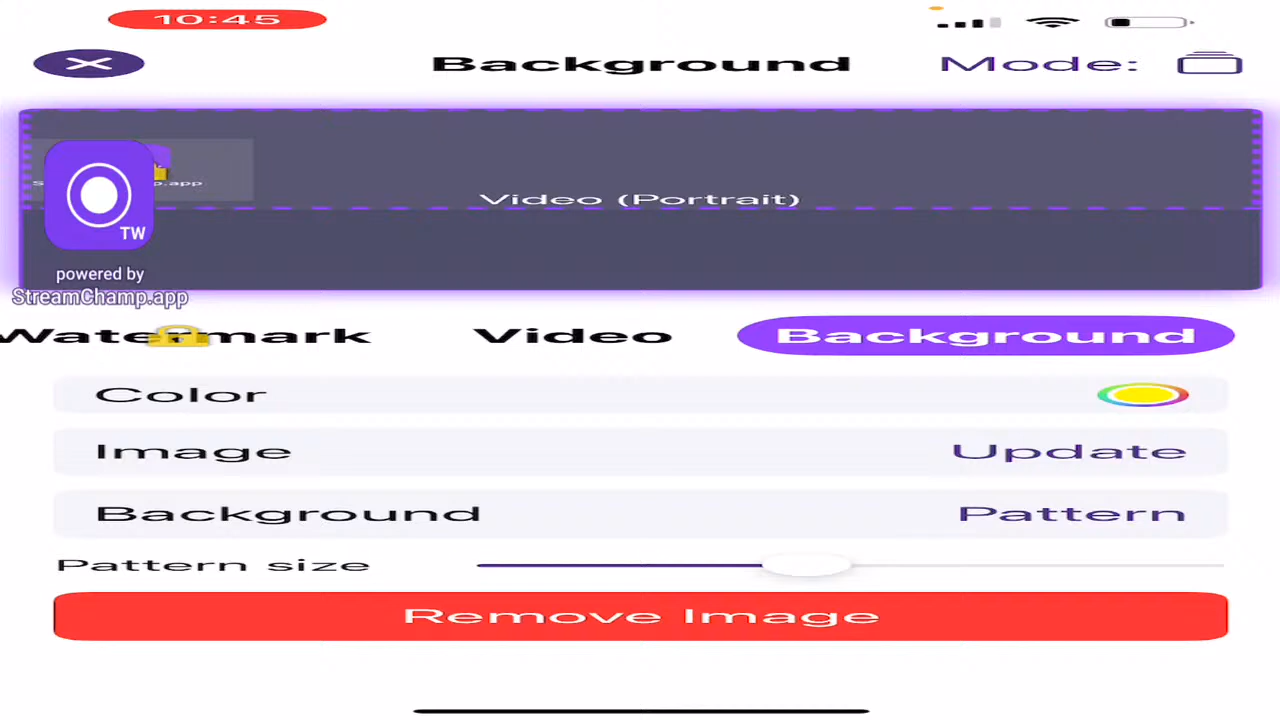 10:45
Background
Mode:
Video (Portrait)
TW
powered by
StreamChamp.app
Watermark
Video
Background
Color
Image
Update
Background
Pattern
Pattern size
Remove Image